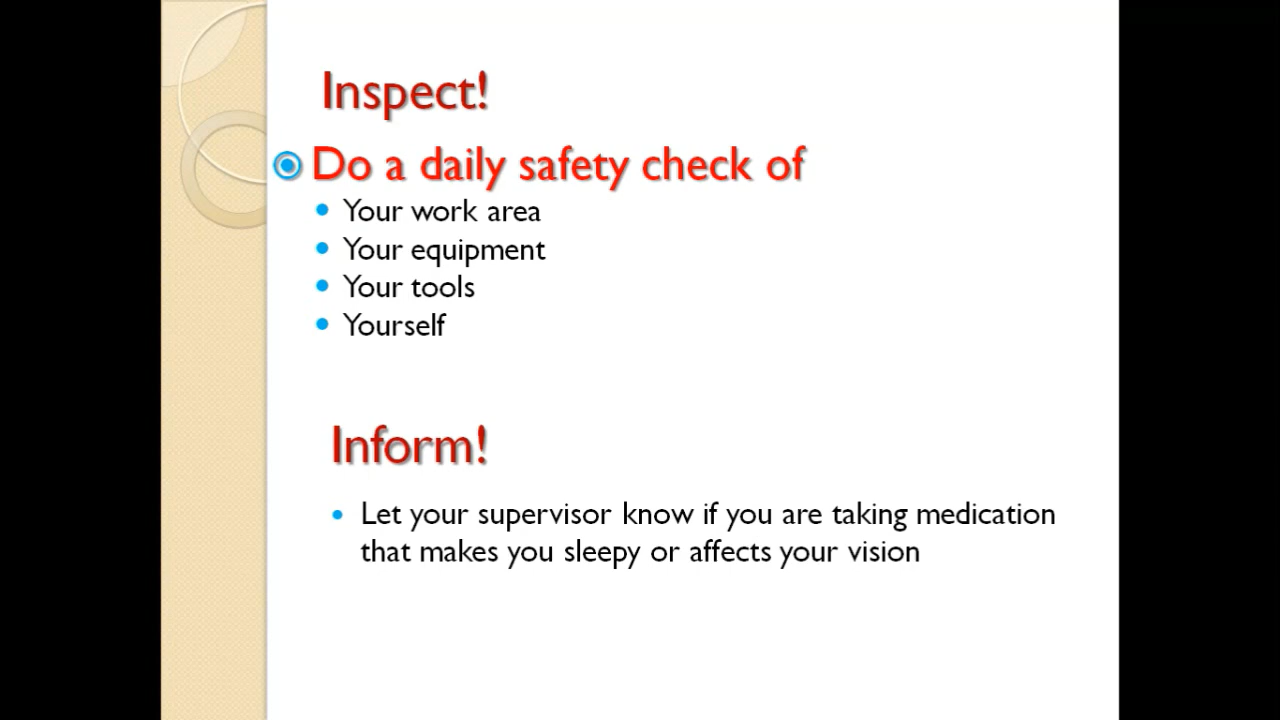 Inspect!
Do a daily safety check of
Your work area
Your equipment
Your tools
Yourself
Inform!
Let your supervisor know if you are taking medication
that makes you sleepy or affects your vision